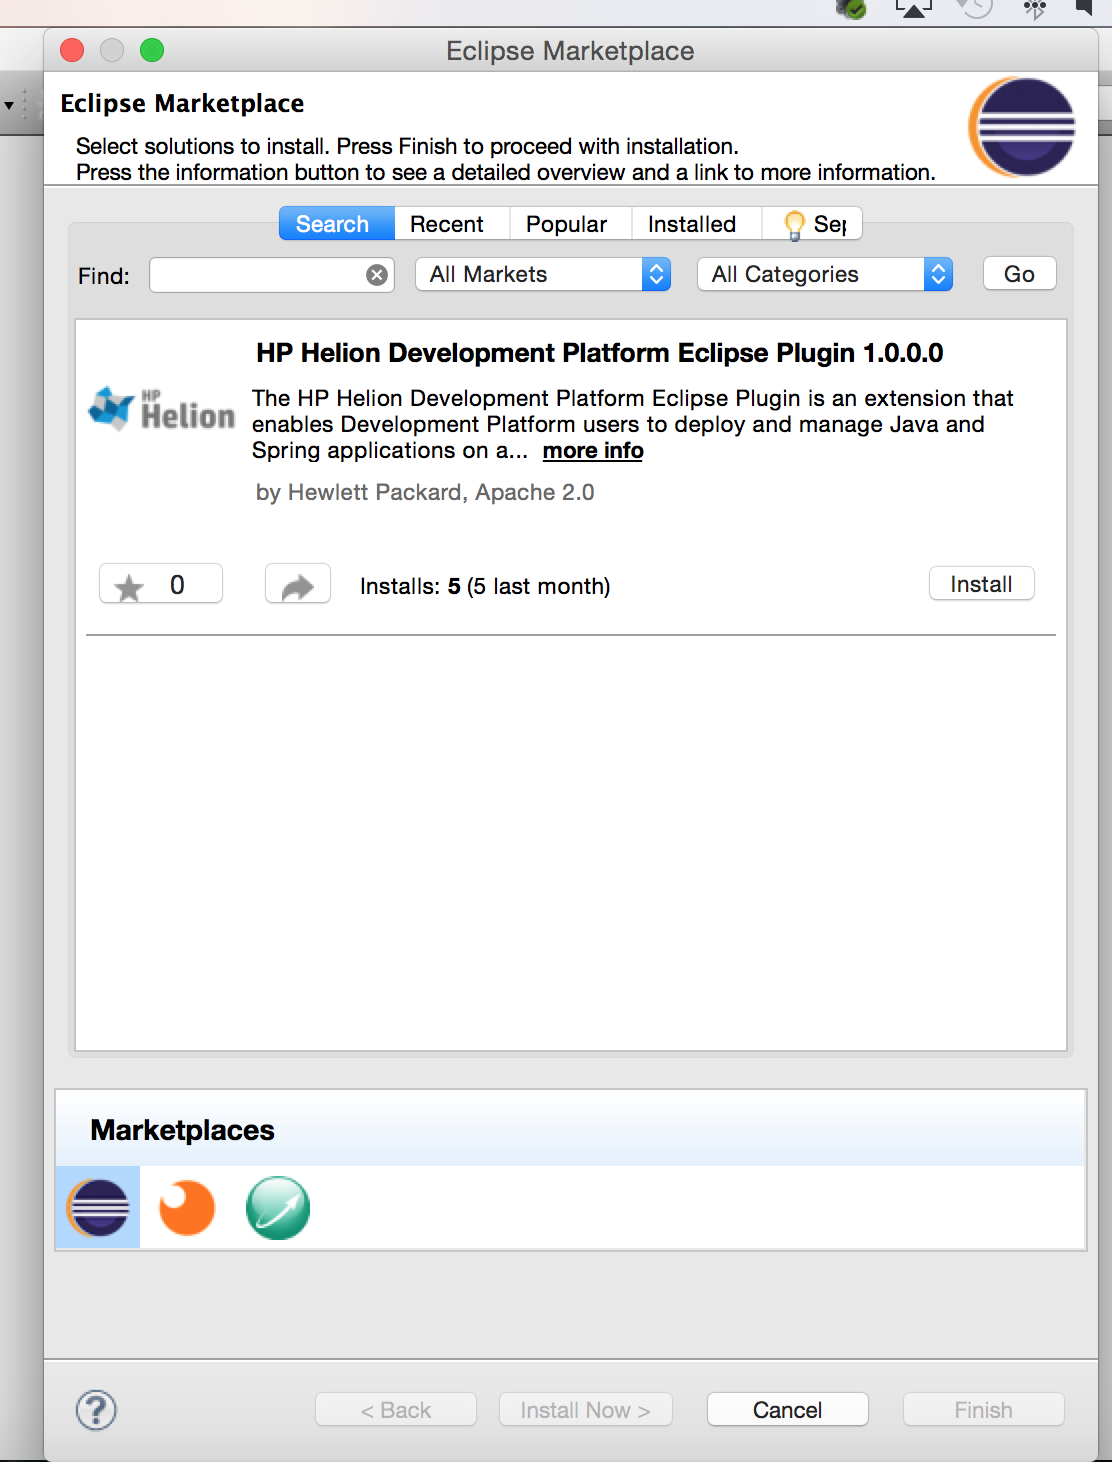 Eclipse Marketplace
Eclipse Marketplace
Select solutions to install. Press Finish to proceed with installation.
Press the information button to see a detailed overview and a link to more information.
Search Recent Popular Installed Sep
Find: All Markets All Categories Go
HP Helion Development Platform Eclipse Plugin 1.0.0.0
HP
Helion
The HP Helion Development Platform Eclipse Plugin is an extension that
enables Development Platform users to deploy and manage Java and
Spring applications on a... more info
by Hewlett Packard, Apache 2.0
0 Installs: 5 (5 last month) Install
Marketplaces
? < Back Install Now > Cancel Finish